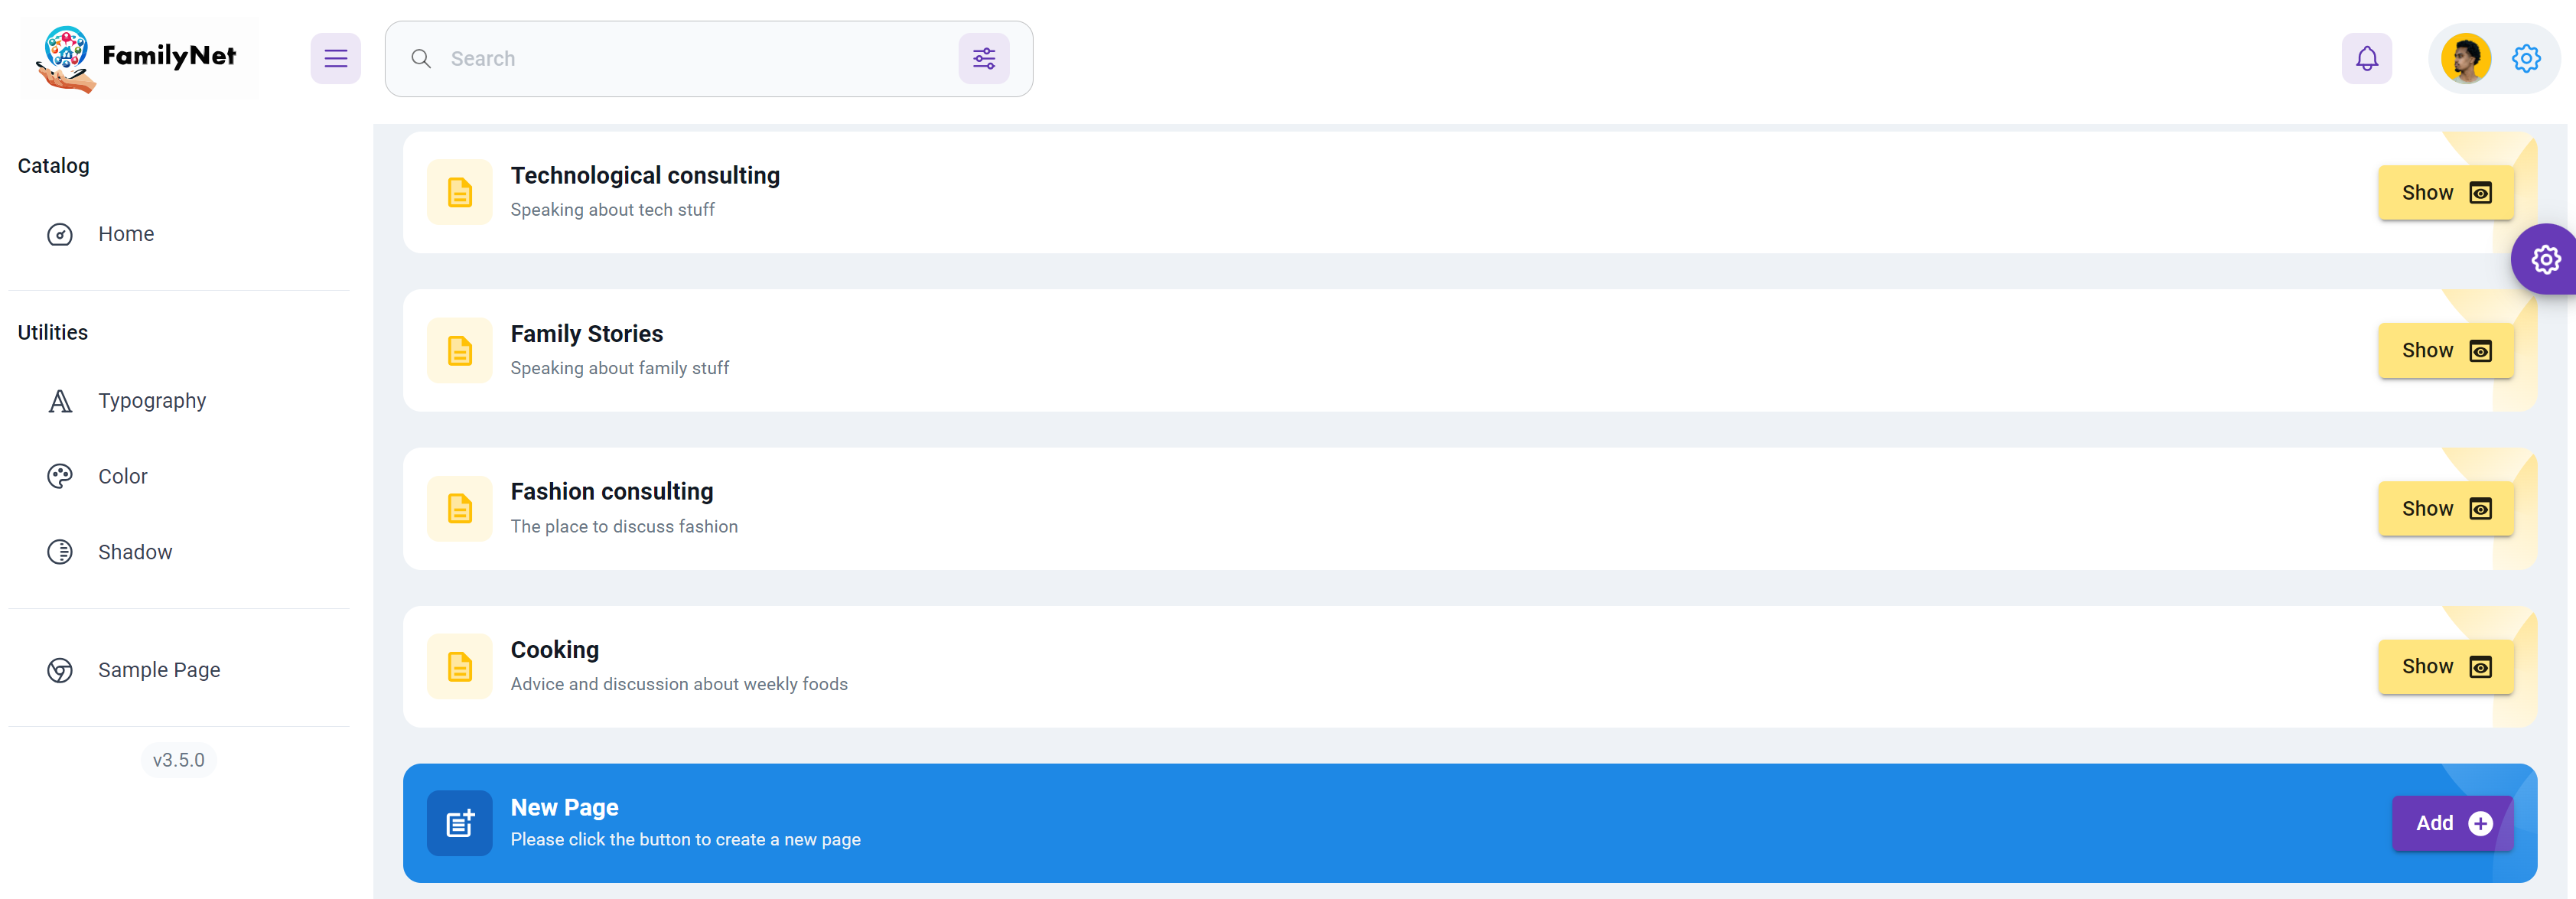 FamilyNet
Search
Catalog
Home
Utilities
Typography
Color
Shadow
Sample Page
v3.5.0
Technological consulting
Speaking about tech stuff
Show
Family Stories
Speaking about family stuff
Show
Fashion consulting
The place to discuss fashion
Show
Cooking
Advice and discussion about weekly foods
Show
New Page
Please click the button to create a new page
Add